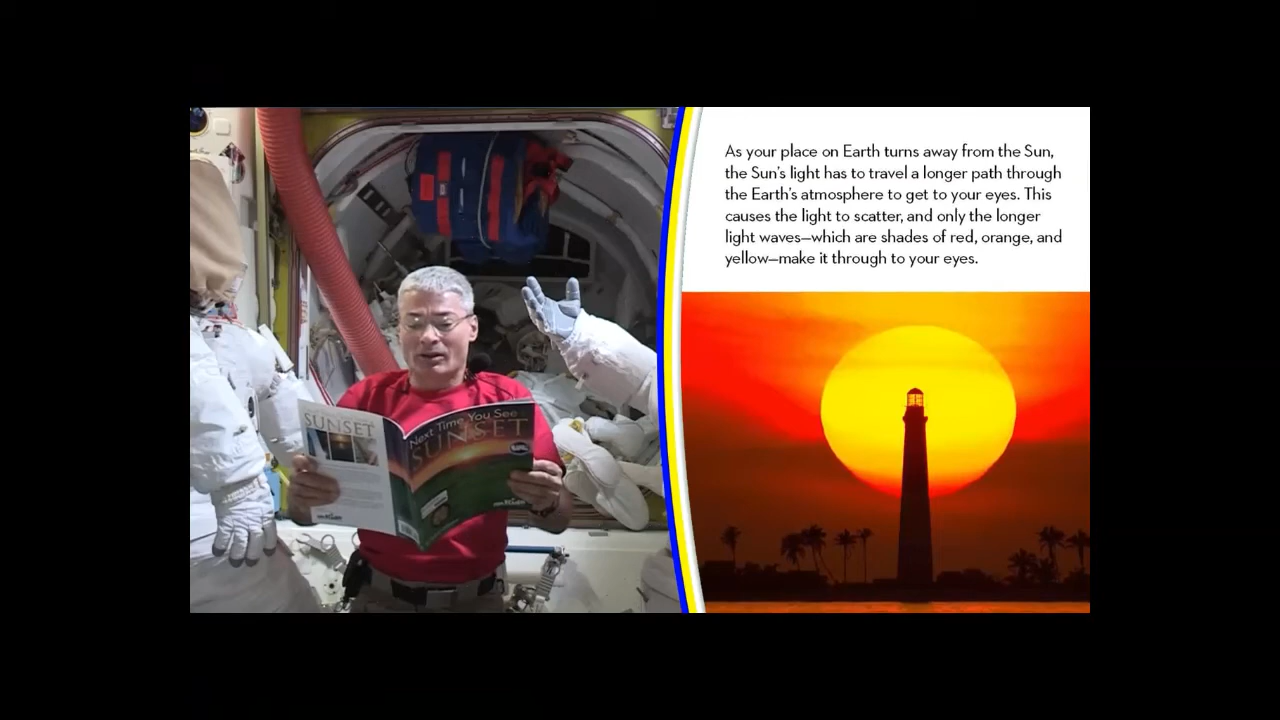 SUNSET
Next Time You See
SUNSET
As your place on Earth turns away from the Sun,
the Sun's light has to travel a longer path through
the Earth's atmosphere to get to your eyes. This
causes the light to scatter, and only the longer
light waves—which are shades of red, orange, and
yellow—make it through to your eyes.